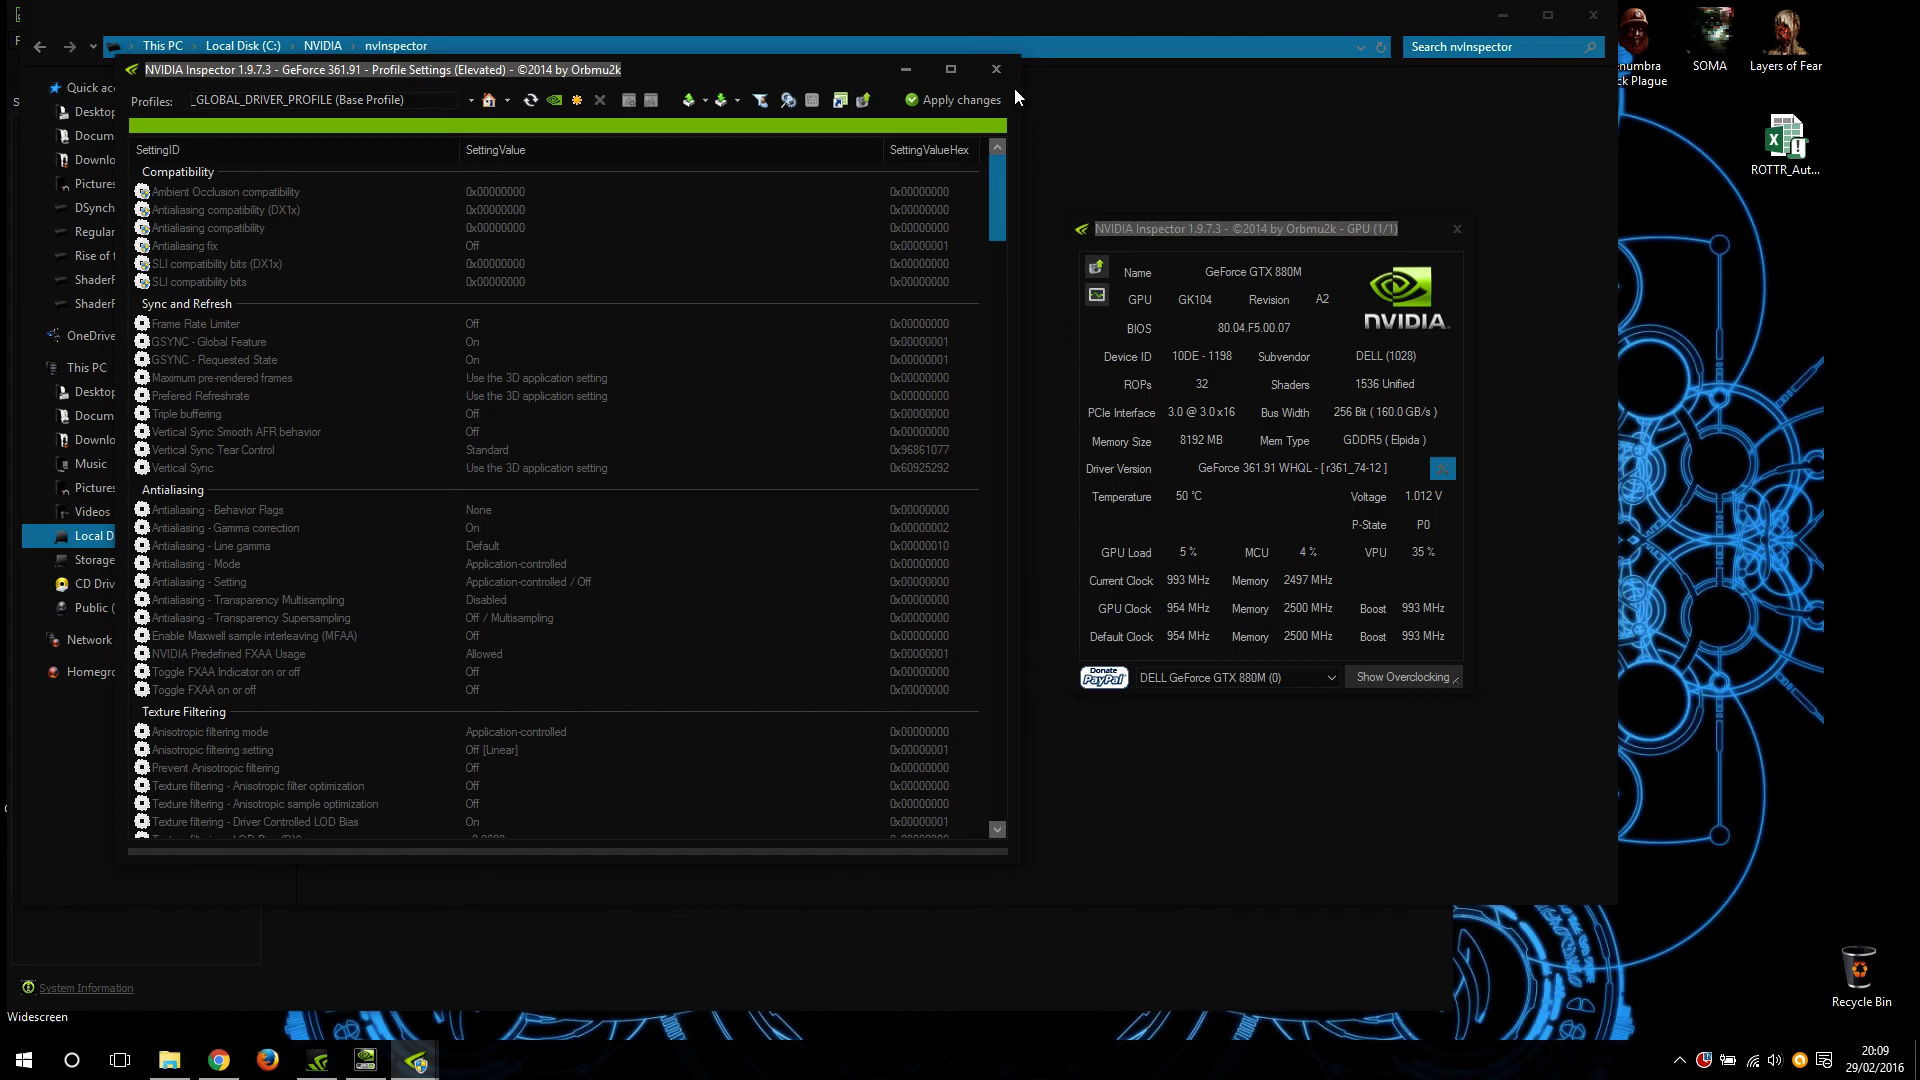 This PC
Local Disk (C:)
NVIDIA
nvInspector
Search nvInspector
NVIDIA Inspector 1.9.7.3 - GeForce 361.91 - Profile Settings (Elevated) - ©2014 by Orbmu2k
Profiles:
_GLOBAL_DRIVER_PROFILE (Base Profile)
Apply changes
SettingID SettingValue SettingValueHex
Compatibility
Ambient Occlusion compatibility 0x00000000 0x00000000
Antialiasing compatibility (DX1x) 0x00000000 0x00000000
Antialiasing compatibility 0x00000000 0x00000000
Antialiasing fix Off 0x00000001
SLI compatibility bits (DX1x) 0x00000000 0x00000000
SLI compatibility bits 0x00000000 0x00000000
Sync and Refresh
Frame Rate Limiter Off 0x00000000
GSYNC - Global Feature On 0x00000001
GSYNC - Requested State On 0x00000001
Maximum pre-rendered frames Use the 3D application setting 0x00000000
Preferred Refreshrate Use the 3D application setting 0x00000000
Triple buffering Off 0x00000000
Vertical Sync Smooth AFR behavior Off 0x00000000
Vertical Sync Tear Control Standard 0x96861077
Vertical Sync Use the 3D application setting 0x60925292
Antialiasing
Antialiasing - Behavior Flags None 0x00000000
Antialiasing - Gamma correction On 0x00000002
Antialiasing - Line gamma Default 0x00000010
Antialiasing - Mode Application-controlled 0x00000000
Antialiasing - Setting Application-controlled / Off 0x00000000
Antialiasing - Transparency Multisampling Disabled 0x00000000
Antialiasing - Transparency Supersampling Off / Multisampling 0x00000000
Enable Maxwell sample interleaving (MFAA) Off 0x00000000
NVIDIA Predefined FXAA Usage Allowed 0x00000001
Toggle FXAA Indicator on or off Off 0x00000000
Toggle FXAA on or off Off 0x00000000
Texture Filtering
Anisotropic filtering mode Application-controlled 0x00000000
Anisotropic filtering setting Off [Linear] 0x00000001
Prevent Anisotropic filtering Off 0x00000000
Texture filtering - Anisotropic filter optimization Off 0x00000000
Texture filtering - Anisotropic sample optimization Off 0x00000000
Texture filtering - Driver Controlled LOD Bias On 0x00000001
Quick ac
Desktop
Docum
Downlo
Pictures
DSynch
Regular
Rise of t
ShaderF
ShaderF
OneDrive
This PC
Desktop
Docum
Downlo
Music
Pictures
Videos
Local D
Storage
CD Driv
Public (
Network
Homegro
System Information
Widescreen
NVIDIA Inspector 1.9.7.3 - ©2014 by Orbmu2k - GPU (1/1)
Name GeForce GTX 880M
GPU GK104 Revision A2
NVIDIA.
BIOS 80.04.F5.00.07
Device ID 10DE - 1198 Subvendor DELL (1028)
ROPs 32 Shaders 1536 Unified
PCIe Interface 3.0 @ 3.0 x16 Bus Width 256 Bit ( 160.0 GB/s )
Memory Size 8192 MB Mem Type GDDR5 ( Elpida )
Driver Version GeForce 361.91 WHQL - [ r361_74-12 ]
Temperature 50 °C Voltage 1.012 V
P-State P0
GPU Load 5 % MCU 4 % VPU 35 %
Current Clock 993 MHz Memory 2497 MHz
GPU Clock 954 MHz Memory 2500 MHz Boost 993 MHz
Default Clock 954 MHz Memory 2500 MHz Boost 993 MHz
Donate
PayPal
DELL GeForce GTX 880M (0)
Show Overclocking
numbra
ck Plague
SOMA
Layers of Fear
ROTTR_Aut...
Recycle Bin
20:09
29/02/2016